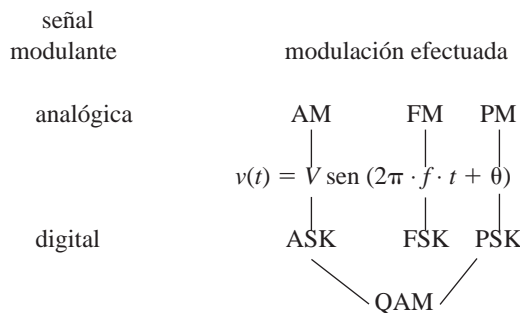 señal
modulante modulación efectuada
analógica AM FM PM
v(t) = V sen (2π · f · t + θ)
digital ASK FSK PSK
QAM